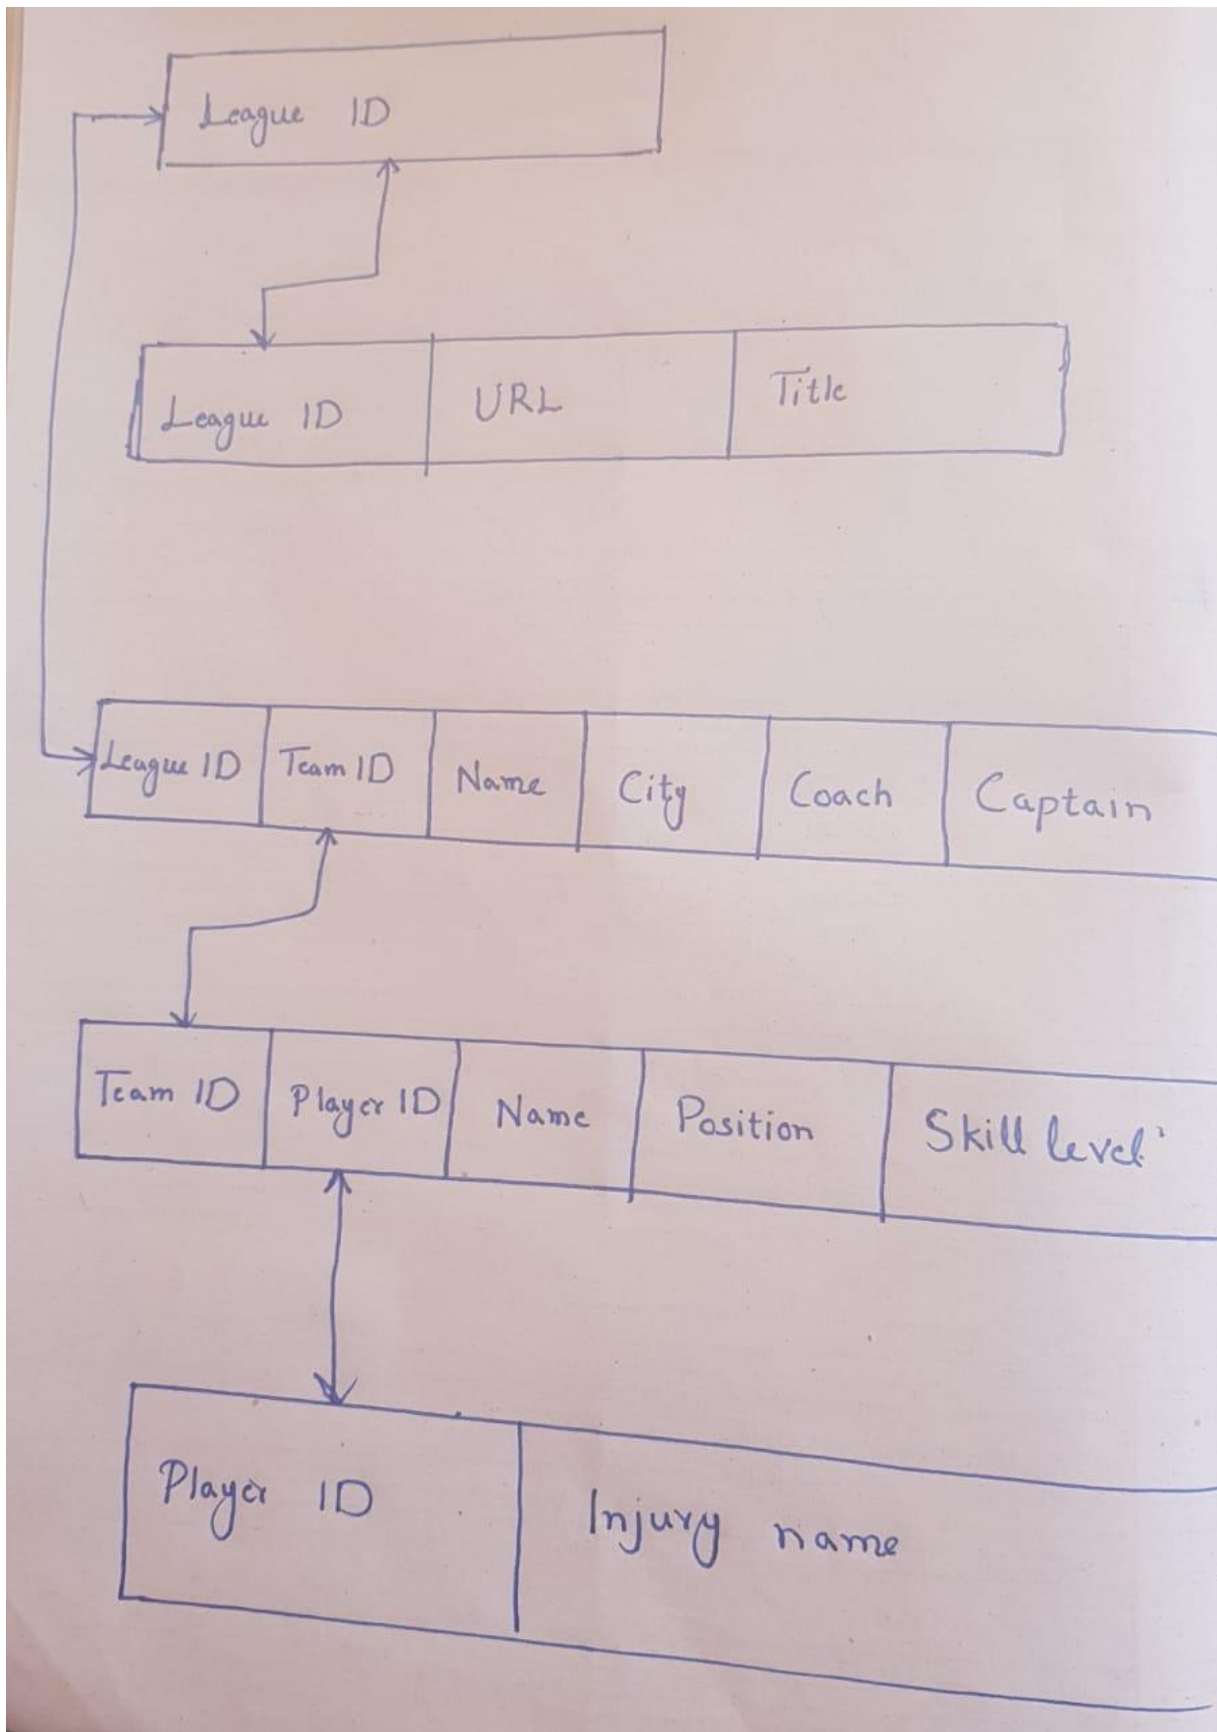 League ID
League ID URL Title
League ID Team ID Name City Coach Captain
Team ID Player ID Name Position Skill level
Player ID Injury name